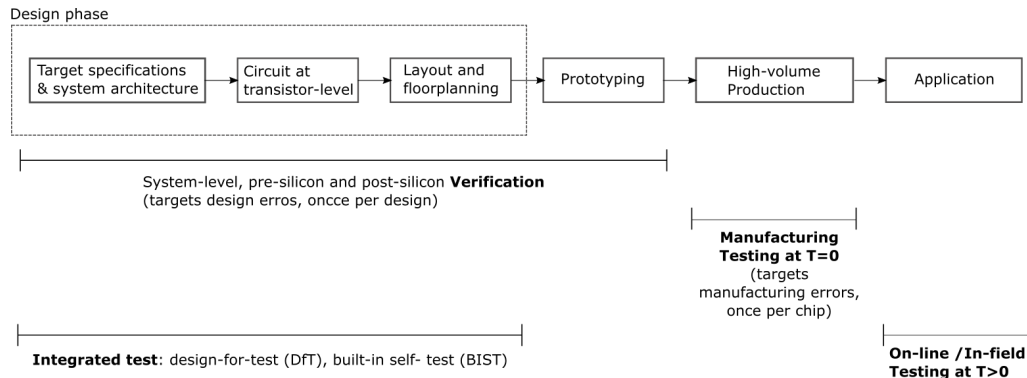 Design phase
Target specifications
& system architecture
Circuit at
transistor-level
Layout and
floorplanning
Prototyping
High-volume
Production
Application
System-level, pre-silicon and post-silicon Verification
(targets design erros, oncce per design)
Manufacturing
Testing at T=0
(targets
manufacturing errors,
once per chip)
Integrated test: design-for-test (DfT), built-in self- test (BIST)
On-line /In-field
Testing at T>0